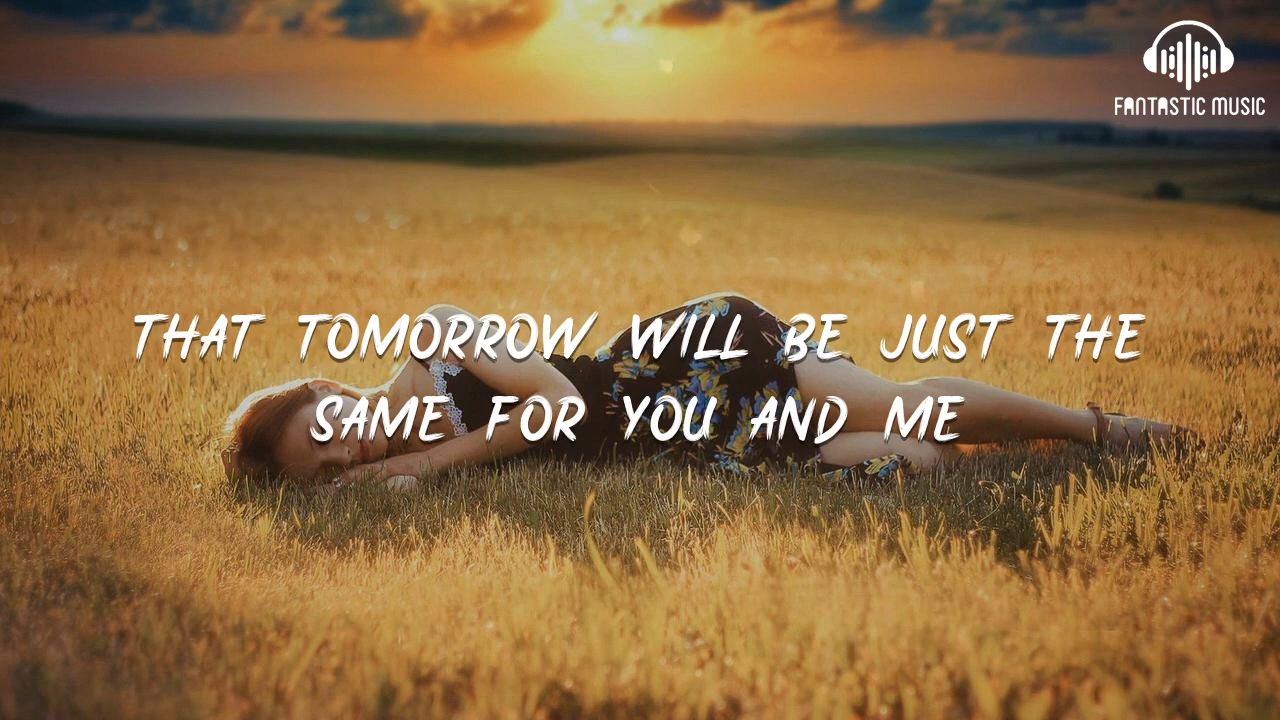 FANTASTIC MUSIC
THAT TOMORROW WILL BE JUST THE
SAME FOR YOU AND ME